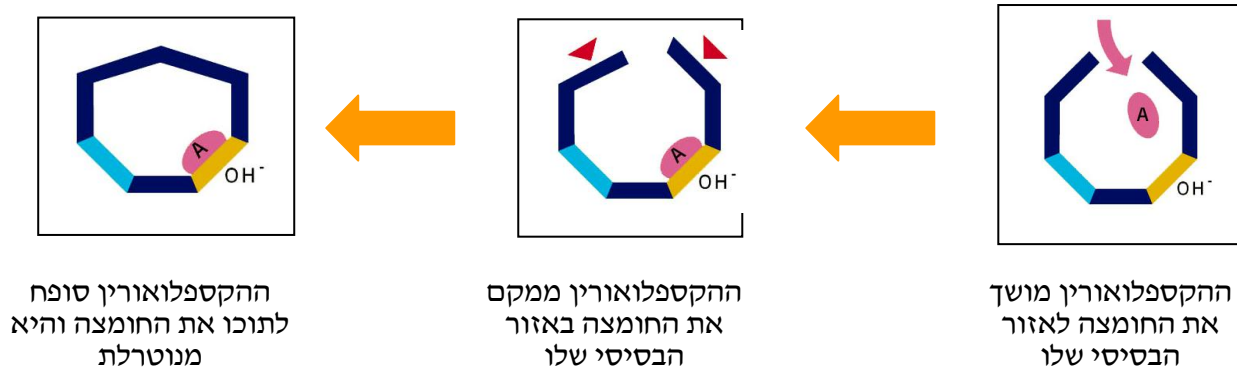 A
OH-
ההקספלואורין מושך
את החומצה לאזור
הבסיסי שלו
A
OH-
ההקספלואורין ממקם
את החומצה באזור
הבסיסי שלו
A
OH-
ההקספלואורין סופח
לתוכו את החומצה והיא
מנוטרלת